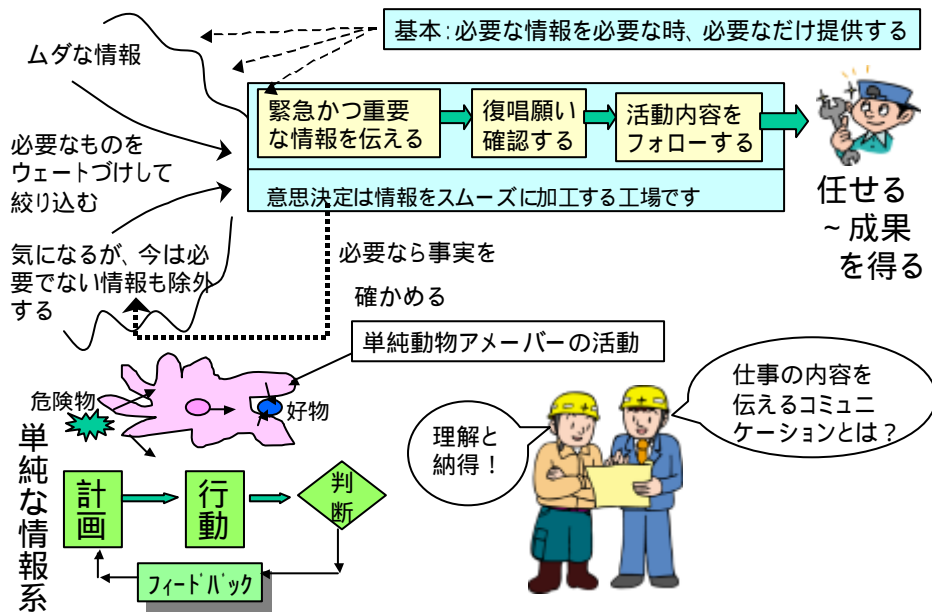 基本:必要な情報を必要な時、必要なだけ提供する
ムダな情報
緊急かつ重要
な情報を伝える
復唱願い
確認する
活動内容を
フォローする
必要なものを
ウェートづけして
絞り込む
意思決定は情報をスムーズに加工する工場です
任せる
~成果
を得る
気になるが、今は必
要でない情報も除外
する
必要なら事実を
確かめる
単純動物アメーバーの活動
危険物
好物
仕事の内容を
伝えるコミュニ
ケーションとは?
理解と
納得!
単純な情報系
計画
行動
判断
フィードバック